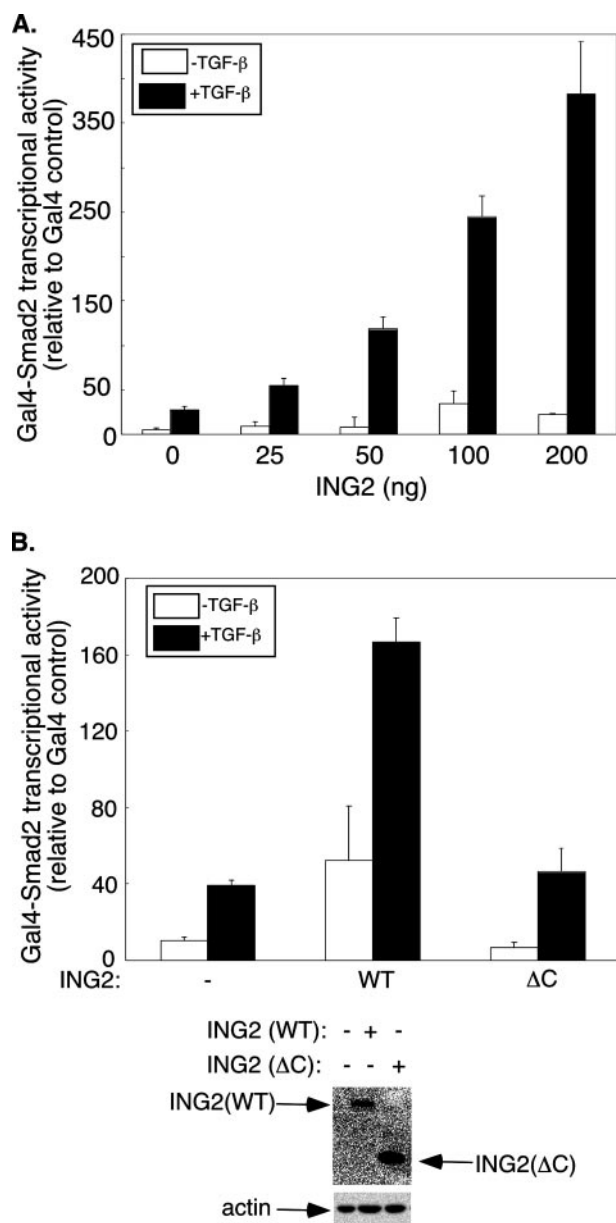 A.
Gal4-Smad2 transcriptional activity
(relative to Gal4 control)
450
350
250
150
50
0
-TGF-β
+TGF-β
0 25 50 100 200
ING2 (ng)
B.
Gal4-Smad2 transcriptional activity
(relative to Gal4 control)
200
160
120
80
40
0
-TGF-β
+TGF-β
ING2: - WT ΔC
ING2 (WT): - + -
ING2 (ΔC): - - +
ING2(WT)
ING2(ΔC)
actin